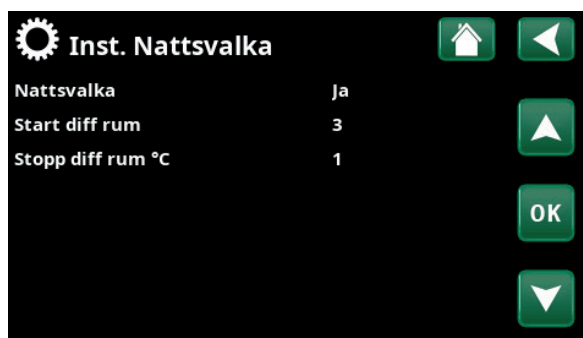 Inst. Nattsvalka
Nattsvalka Ja
Start diff rum 3
Stopp diff rum °C 1
OK